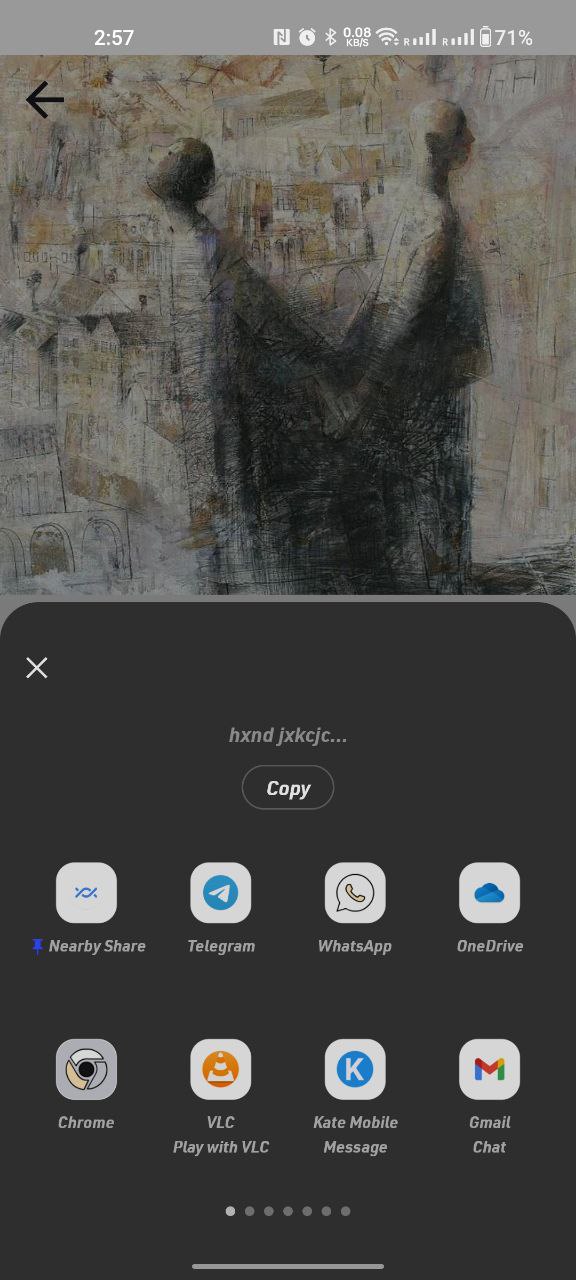 2:57
0.08
KB/S
R
R
71%
hxnd jxkcjc...
Copy
Nearby Share
Telegram
WhatsApp
OneDrive
Chrome
VLC
Play with VLC
Kate Mobile
Message
Gmail
Chat